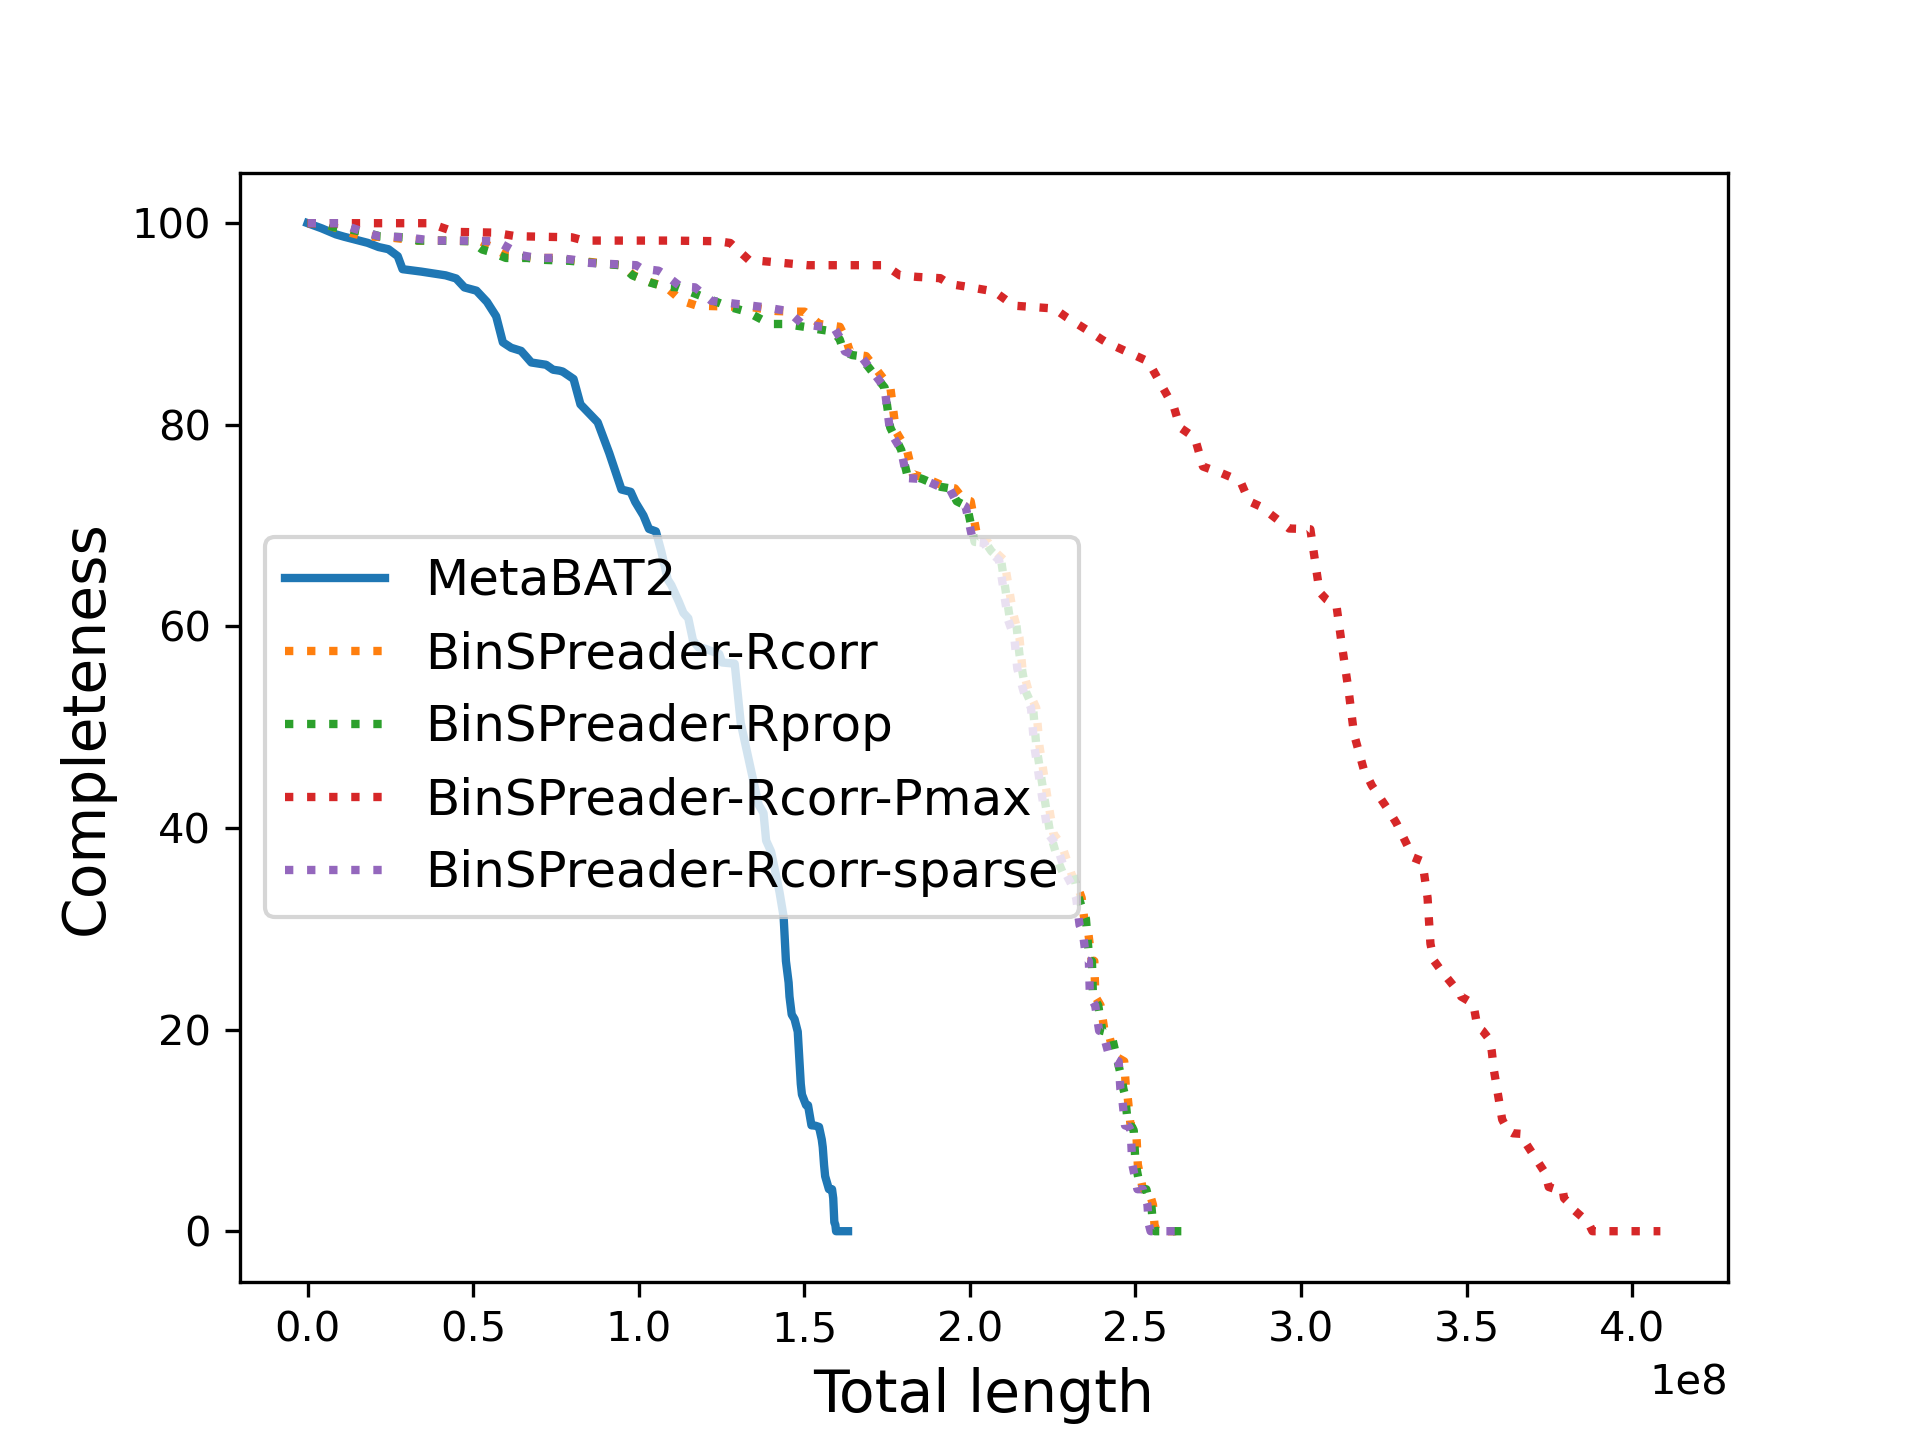 100
80
60
40
20
0
Completeness
MetaBAT2
BinSPreader-Rcorr
BinSPreader-Rprop
BinSPreader-Rcorr-Pmax
BinSPreader-Rcorr-sparse
0.0 0.5 1.0 1.5 2.0 2.5 3.0 3.5 4.0
1e8
Total length